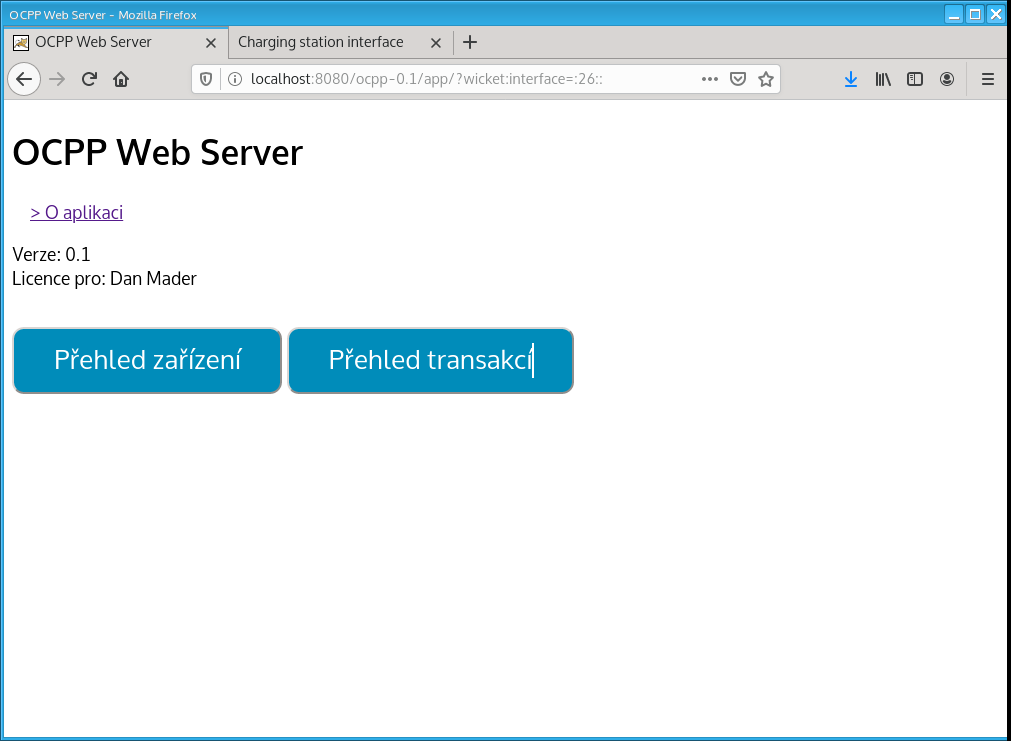 OCPP Web Server - Mozilla Firefox
OCPP Web Server
Charging station interface
localhost:8080/ocpp-0.1/app/?wicket:interface=:26::
OCPP Web Server
> O aplikaci
Verze: 0.1
Licence pro: Dan Mader
Přehled zařízení
Přehled transakcí